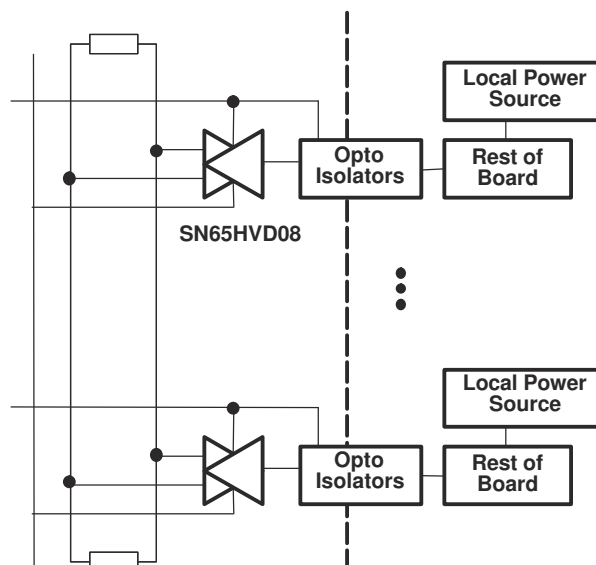 Local Power
Source
Opto
Isolators
Rest of
Board
SN65HVD08
Local Power
Source
Opto
Isolators
Rest of
Board